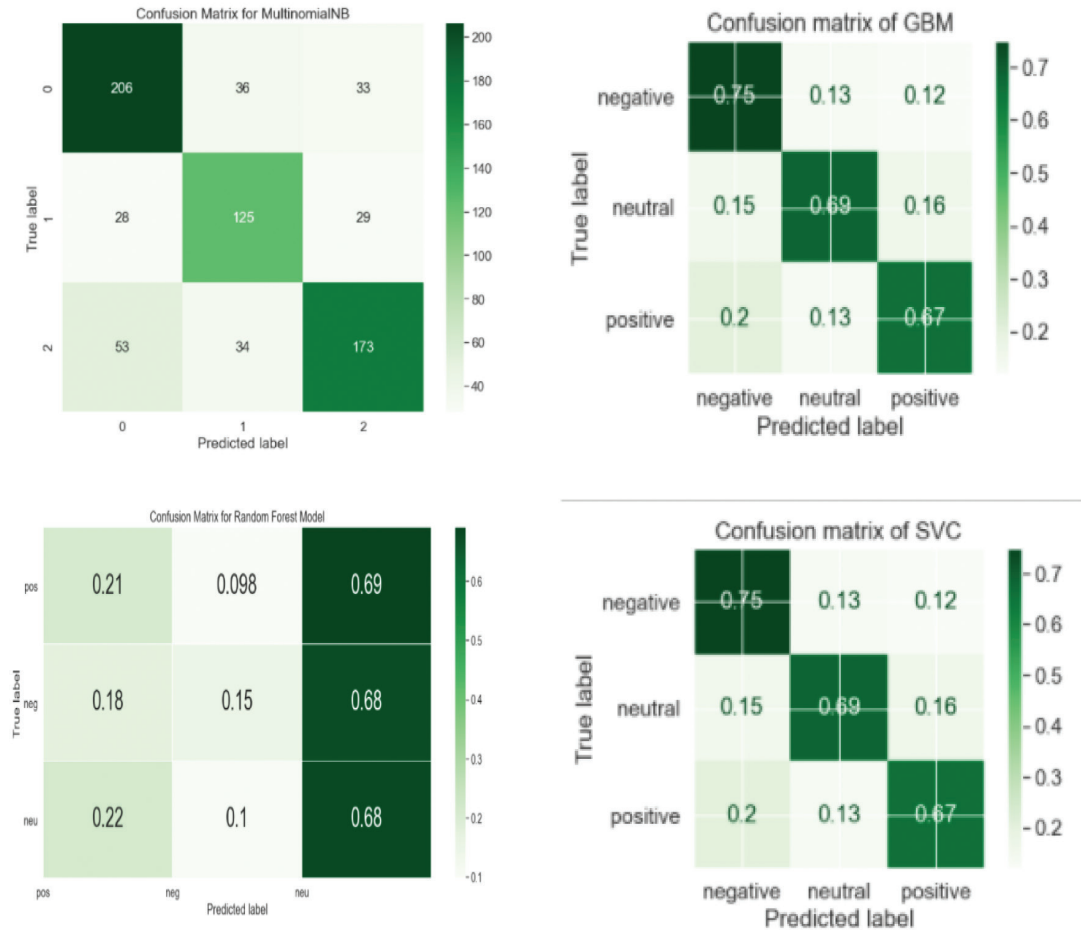 Confusion Matrix for MultinomialNB
200
180
160
140
120
100
80
60
40
0
206 36 33
1
28 125 29
2
53 34 173
0 1 2
True label
Predicted label
Confusion matrix of GBM
negative 0.75 0.13 0.12
neutral 0.15 0.69 0.16
positive 0.2 0.13 0.67
negative neutral positive
True label
Predicted label
0.7
0.6
0.5
0.4
0.3
0.2
Confusion Matrix for Random Forest Model
pos 0.21 0.098 0.69
neg 0.18 0.15 0.68
neu 0.22 0.1 0.68
pos neg neu
True label
Predicted label
0.6
0.5
0.4
0.3
0.2
0.1
Confusion matrix of SVC
negative 0.75 0.13 0.12
neutral 0.15 0.69 0.16
positive 0.2 0.13 0.67
negative neutral positive
True label
Predicted label
0.7
0.6
0.5
0.4
0.3
0.2